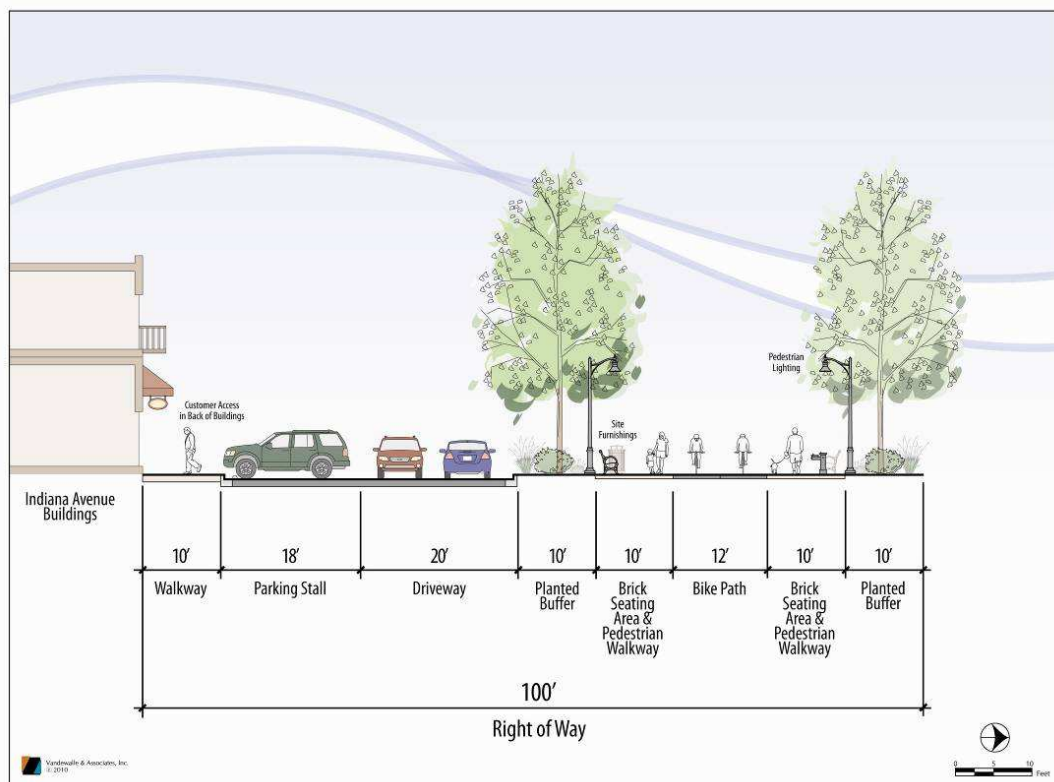 Pedestrian
Lighting
Customer Access
in Back of Buildings
Site
Furnishings
Indiana Avenue
Buildings
10'
18'
20'
10'
10'
12'
10'
10'
Walkway
Parking Stall
Driveway
Planted
Buffer
Brick
Seating
Area &
Pedestrian
Walkway
Bike Path
Brick
Seating
Area &
Pedestrian
Walkway
Planted
Buffer
100'
Right of Way
Vandewalle & Associates, Inc.
© 2010
0 5 10
Feet